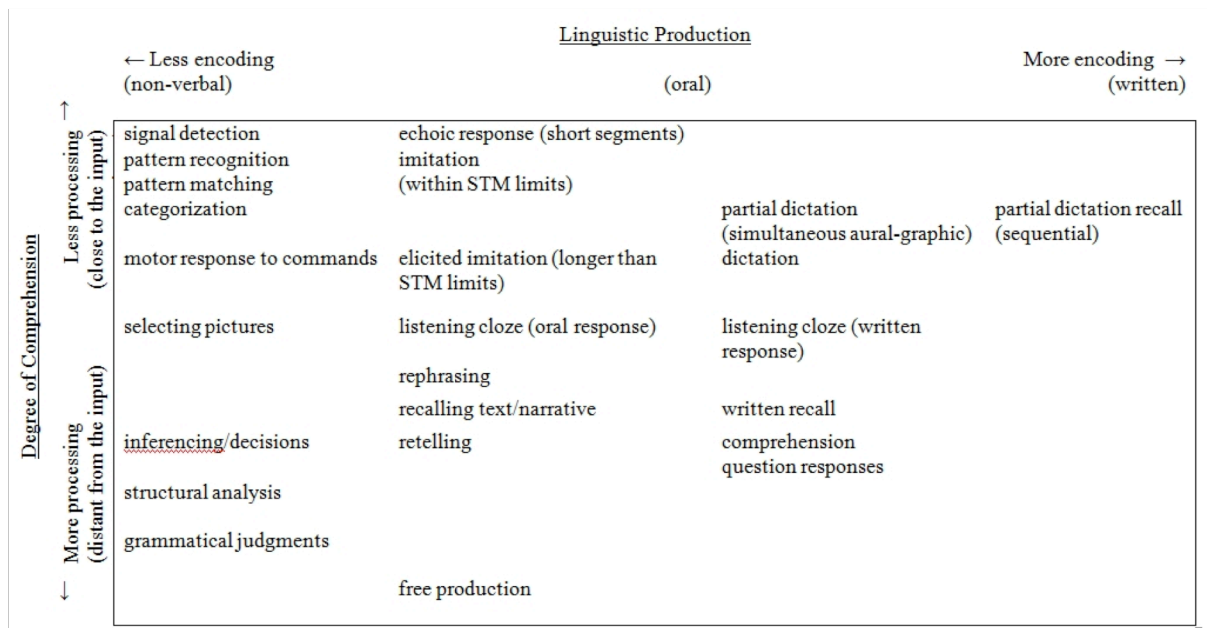 Linguistic Production
← Less encoding More encoding →
(non-verbal) (oral) (written)
Degree of Comprehension
← More processing Less processing →
(distant from the input) (close to the input)
signal detection echoic response (short segments)
pattern recognition imitation
pattern matching (within STM limits)
categorization partial dictation partial dictation recall
(simultaneous aural-graphic) (sequential)
motor response to commands elicited imitation (longer than dictation
STM limits)
selecting pictures listening cloze (oral response) listening cloze (written
response)
rephrasing
recalling text/narrative written recall
inferencing/decisions retelling comprehension
question responses
structural analysis
grammatical judgments
free production